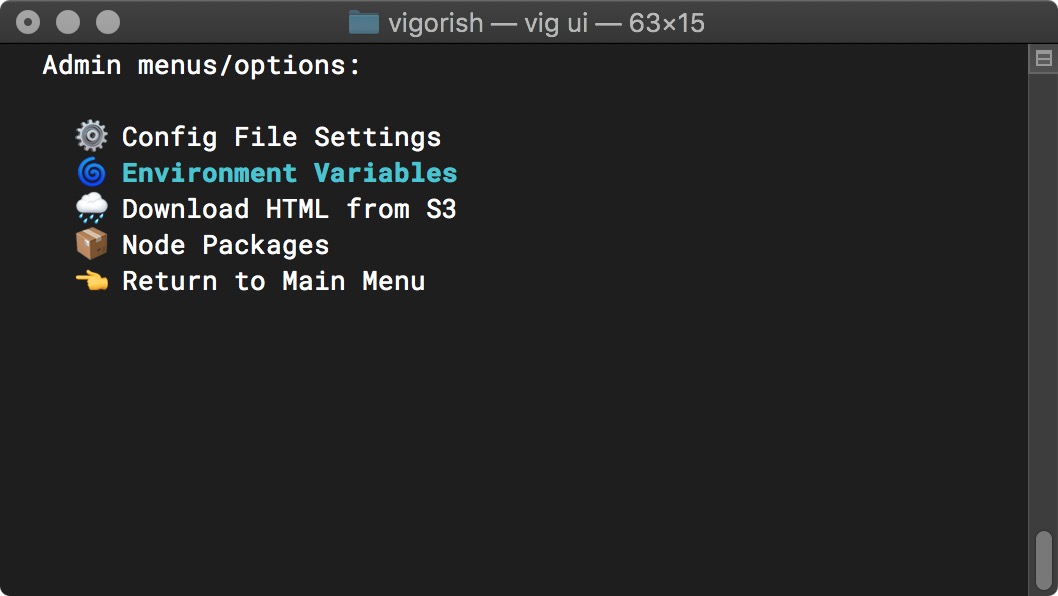 vigorish — vig ui — 63×15
Admin menus/options:
Config File Settings
Environment Variables
Download HTML from S3
Node Packages
Return to Main Menu